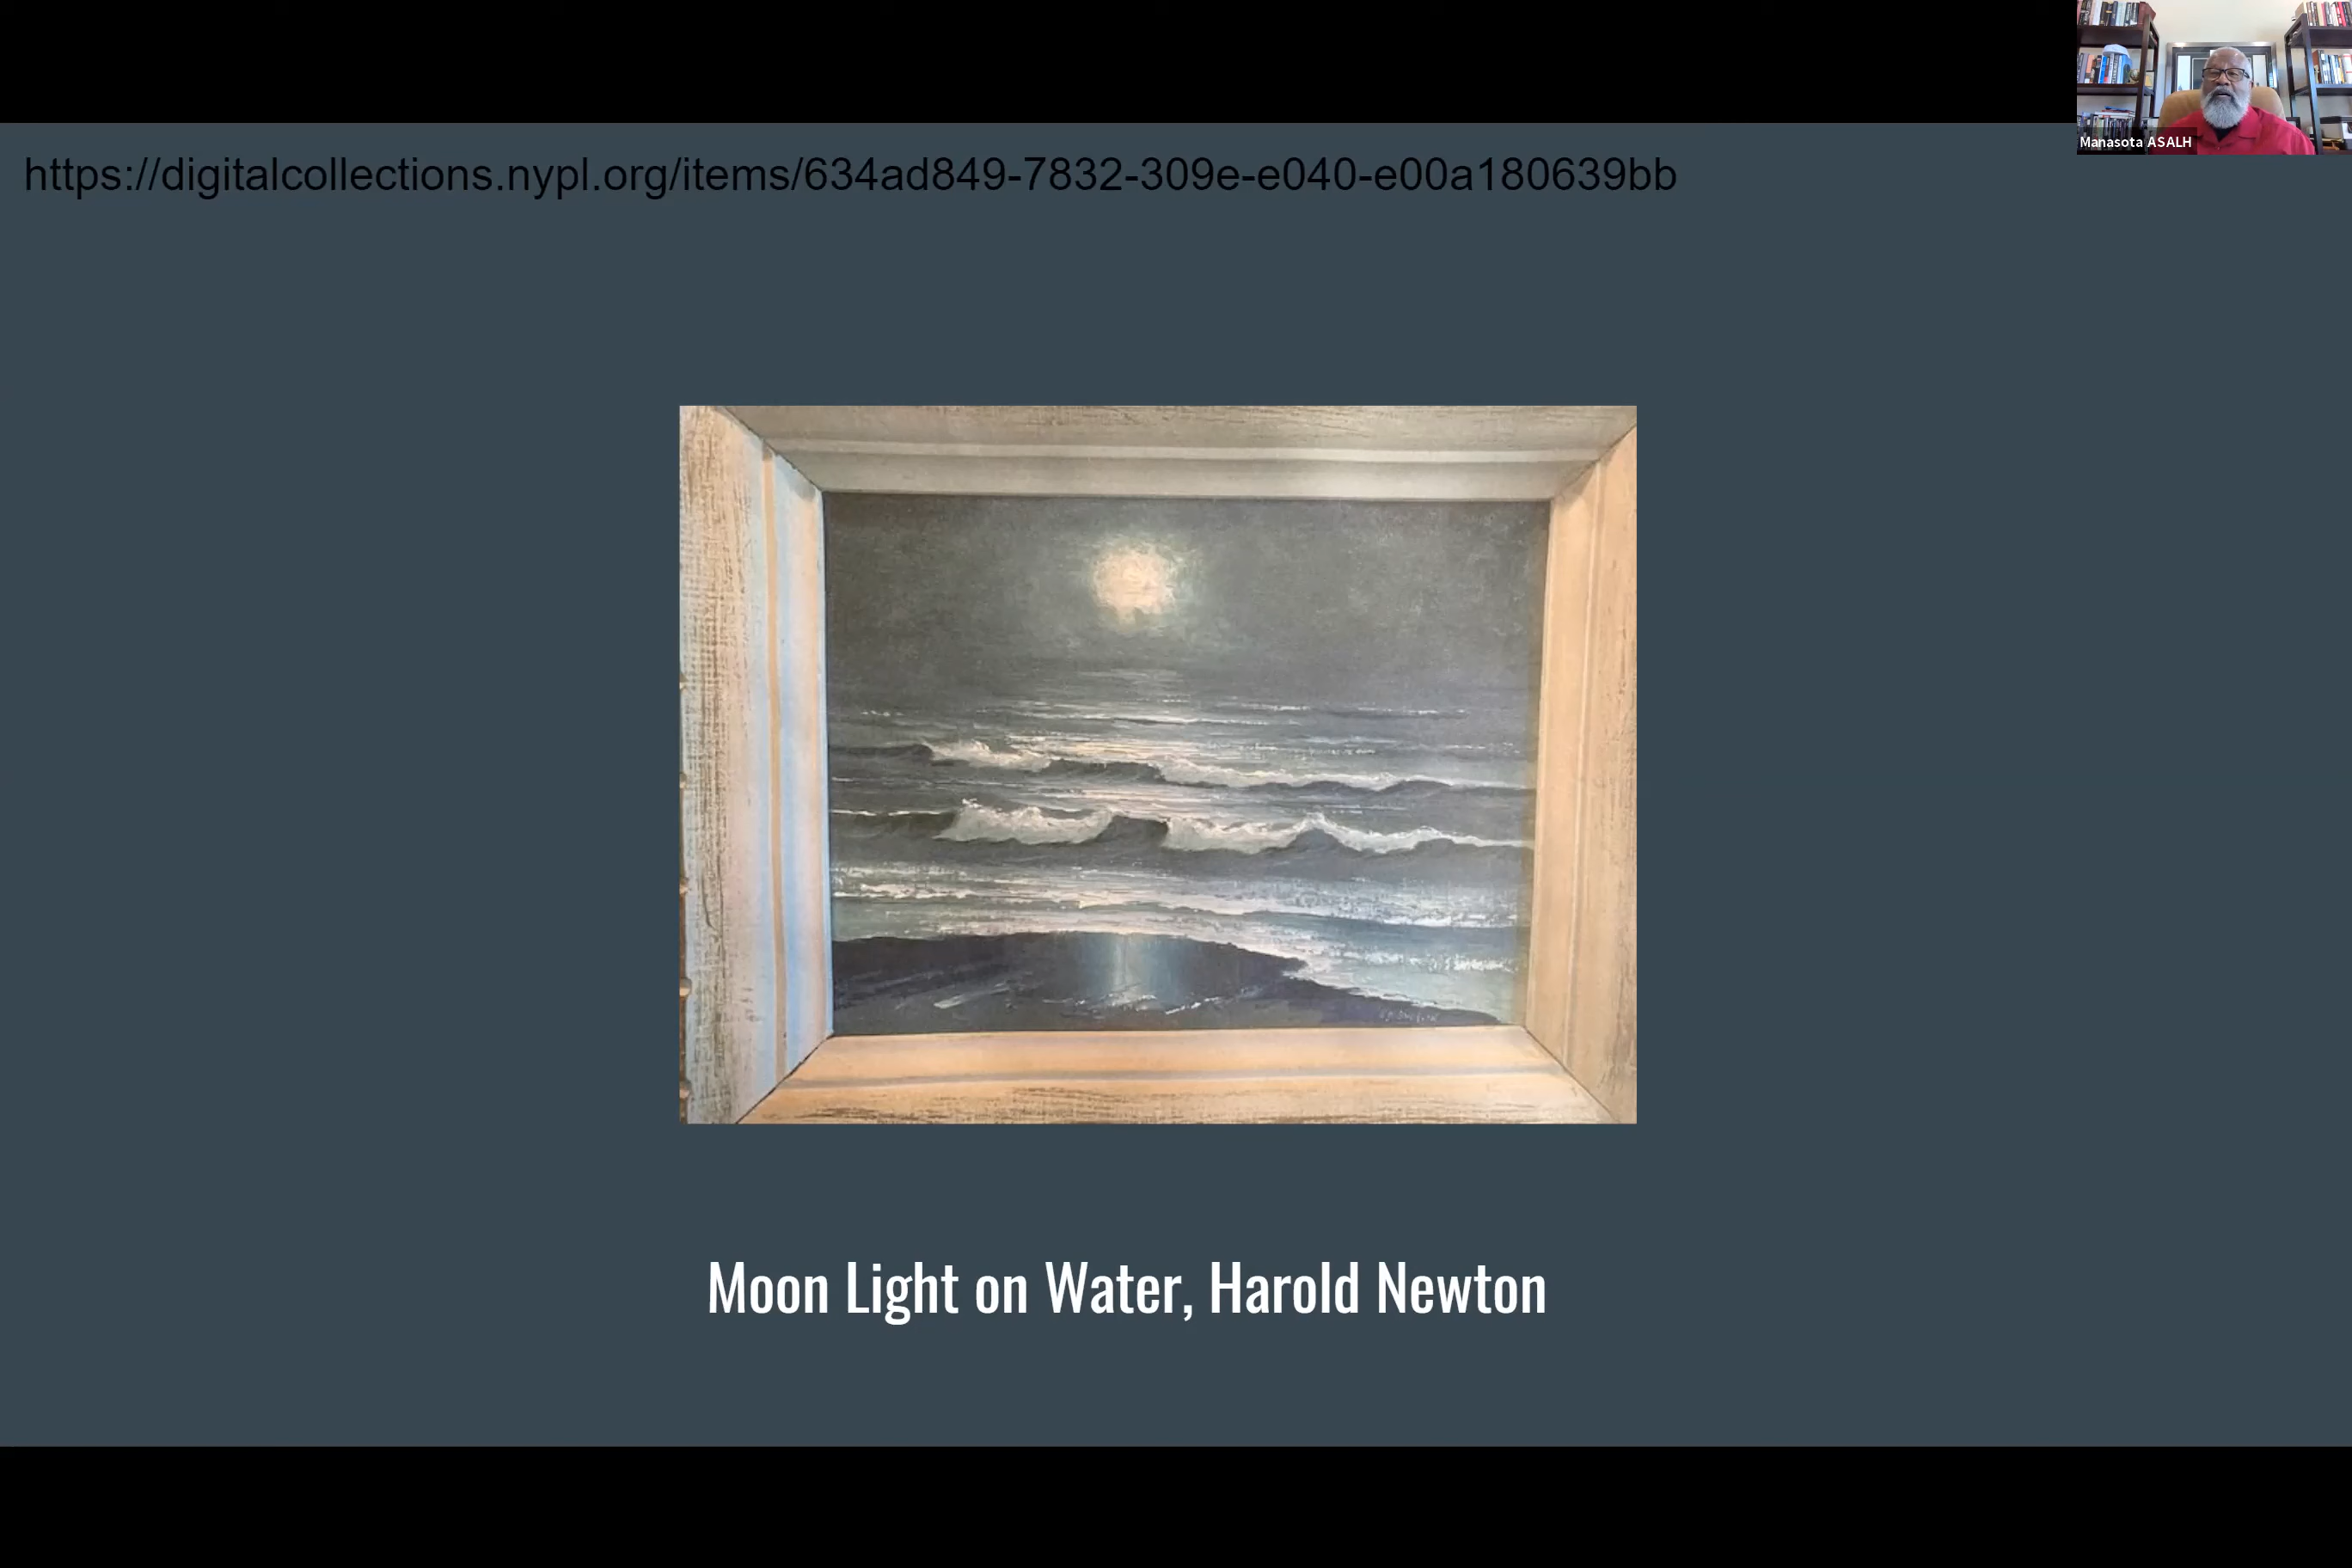 https://digitalcollections.nypl.org/items/634ad849-7832-309e-e040-e00a180639bb
Manasota ASALH
Moon Light on Water, Harold Newton